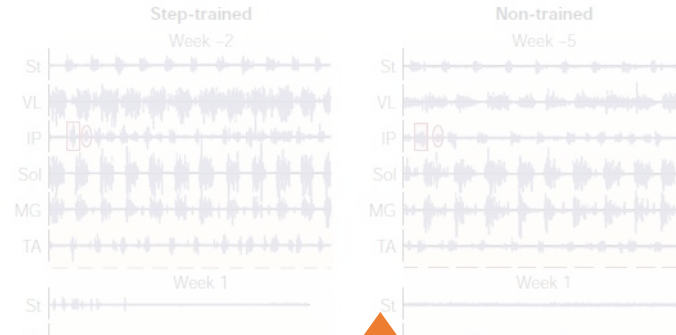 Step-trained
Week –2
St
VL
IP
Sol
MG
TA
Week 1
St
Non-trained
Week –5
St
VL
IP
Sol
MG
TA
Week 1
St